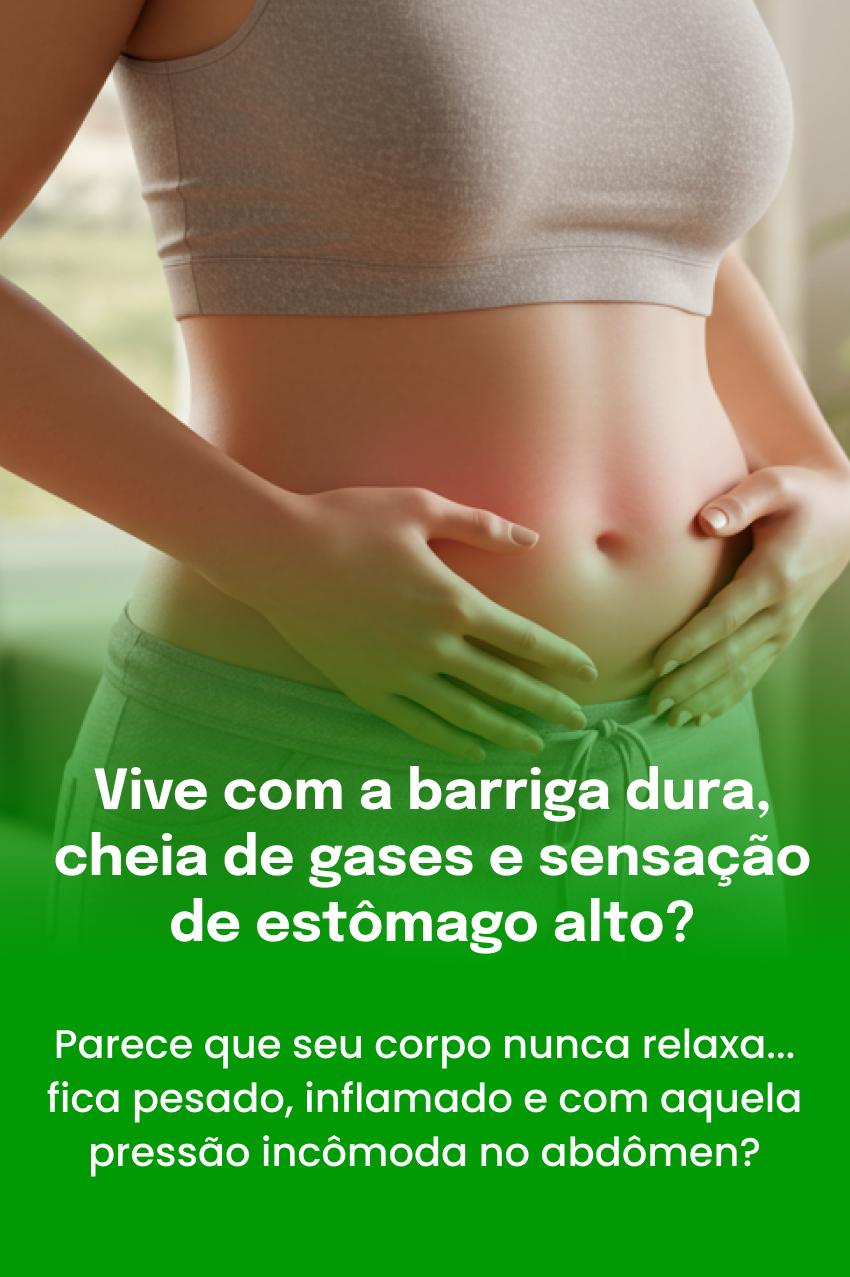 Vive com a barriga dura,
cheia de gases e sensação
de estômago alto?
Parece que seu corpo nunca relaxa...
fica pesado, inflamado e com aquela
pressão incômoda no abdômen?